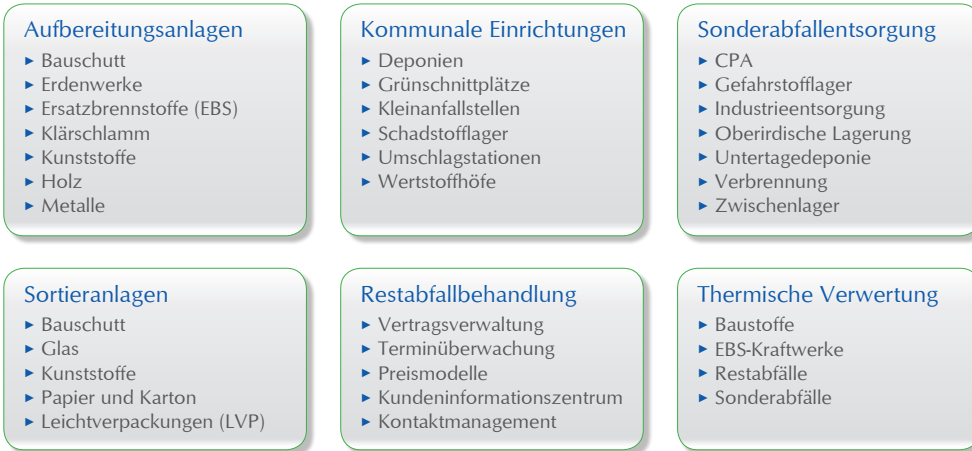 Aufbereitungsanlagen
► Bauschutt
► Erdenwerke
► Ersatzbrennstoffe (EBS)
► Klärschlamm
► Kunststoffe
► Holz
► Metalle
Kommunale Einrichtungen
► Deponien
► Grünschnittplätze
► Kleinanfallstellen
► Schadstofflager
► Umschlagstationen
► Wertstoffhöfe
Sonderabfallentsorgung
► CPA
► Gefahrstofflager
► Industrieentsorgung
► Oberirdische Lagerung
► Untertagedeponie
► Verbrennung
► Zwischenlager
Sortieranlagen
► Bauschutt
► Glas
► Kunststoffe
► Papier und Karton
► Leichtverpackungen (LVP)
Restabfallbehandlung
► Vertragsverwaltung
► Terminüberwachung
► Preismodelle
► Kundeninformationszentrum
► Kontaktmanagement
Thermische Verwertung
► Baustoffe
► EBS-Kraftwerke
► Restabfälle
► Sonderabfälle